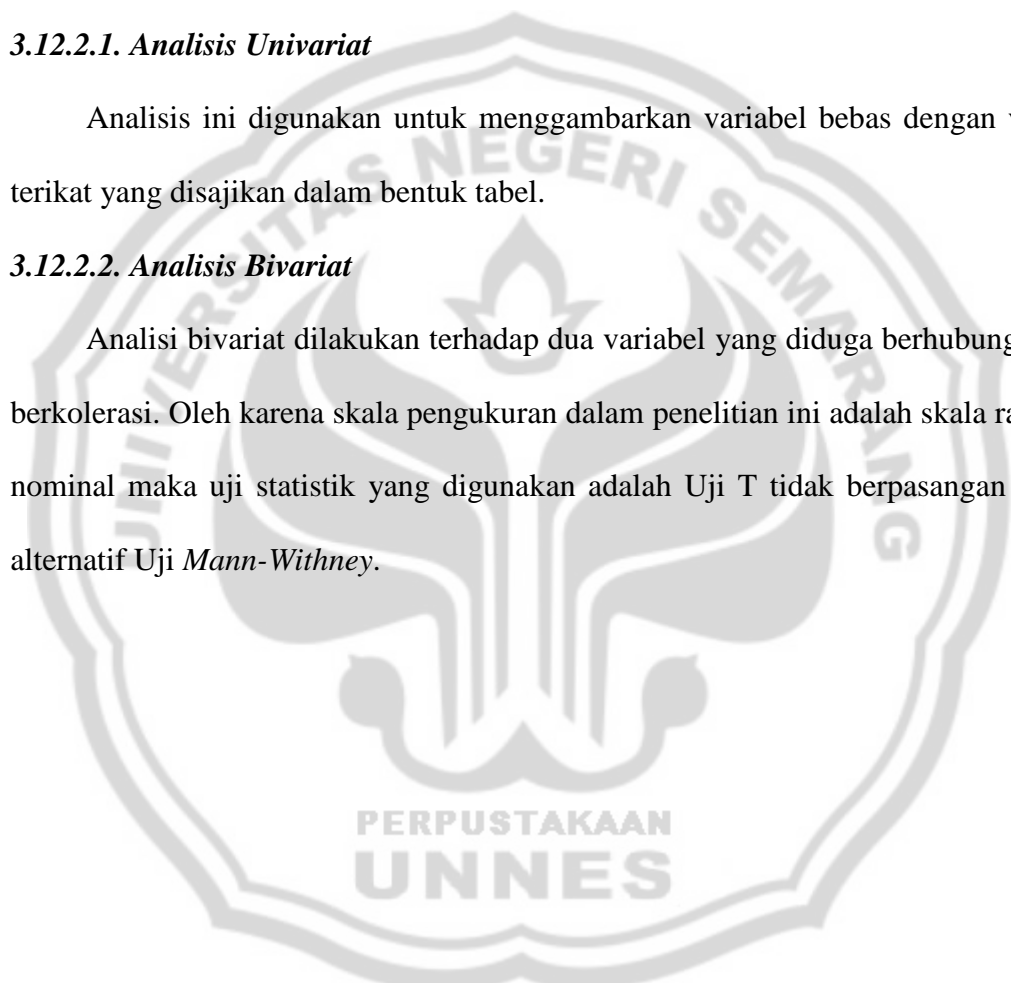 3.12.2.1. Analisis Univariat
Analisis ini digunakan untuk menggambarkan variabel bebas dengan
terikat yang disajikan dalam bentuk tabel.
3.12.2.2. Analisis Bivariat
Analisi bivariat dilakukan terhadap dua variabel yang diduga
berkolerasi. Oleh karena skala pengukuran dalam penelitian ini adalah skala
nominal maka uji statistik yang digunakan adalah Uji T tidak berpasangan
alternatif Uji Mann-Withney.
UNIVERSITAS NEGERI SEMARANG
PERPUSTAKAAN
UNNES